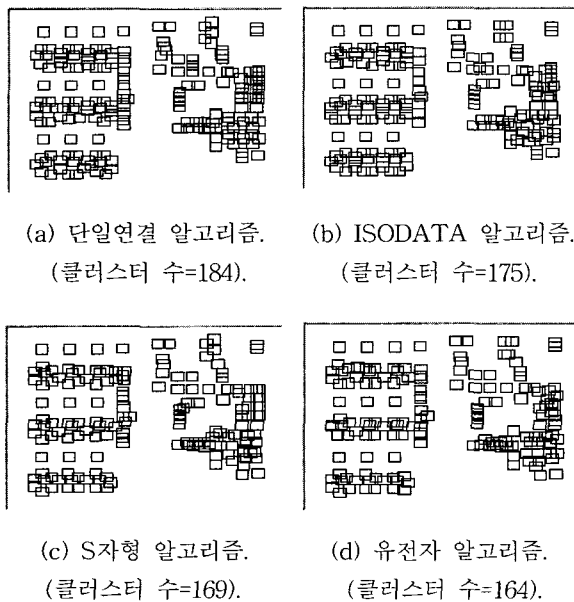 (a) 단일연결 알고리즘.
(클러스터 수=184).
(b) ISODATA 알고리즘.
(클러스터 수=175).
(c) S자형 알고리즘.
(클러스터 수=169).
(d) 유전자 알고리즘.
(클러스터 수=164).